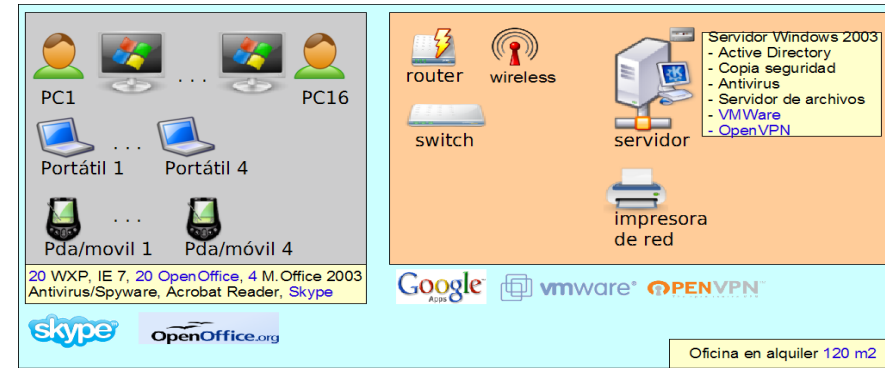 PC1
. . .
PC16
Portátil 1
. . .
Portátil 4
Pda/movil 1
. . .
Pda/móvil 4
20 WXP, IE 7, 20 OpenOffice, 4 M.Office 2003
Antivirus/Spyware, Acrobat Reader, Skype
skype
OpenOffice.org
router
wireless
switch
servidor
Servidor Windows 2003
- Active Directory
- Copia seguridad
- Antivirus
- Servidor de archivos
- VMWare
- OpenVPN
impresora
de red
Google
Apps
vmware®
OPENVPN
Oficina en alquiler 120 m2